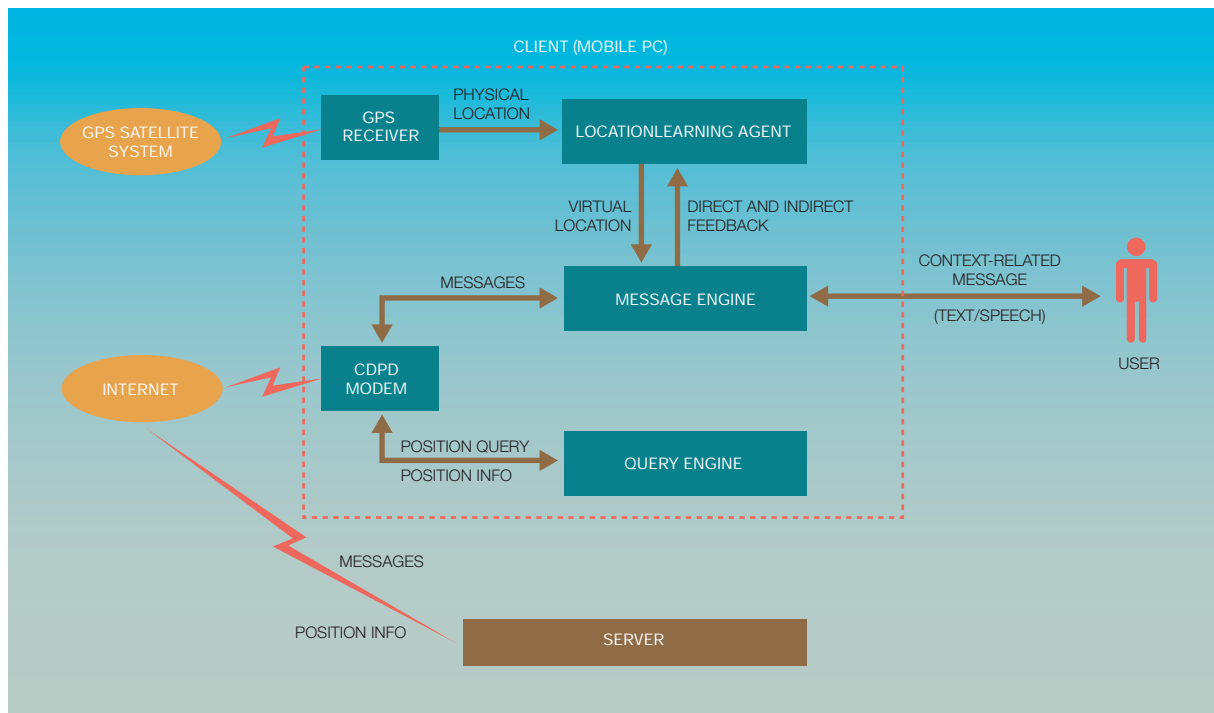 CLIENT (MOBILE PC)
GPS SATELLITE
SYSTEM
GPS
RECEIVER
PHYSICAL
LOCATION
LOCATIONLEARNING AGENT
VIRTUAL
LOCATION
DIRECT AND INDIRECT
FEEDBACK
MESSAGES
MESSAGE ENGINE
CONTEXT-RELATED
MESSAGE
(TEXT/SPEECH)
USER
INTERNET
CDPD
MODEM
POSITION QUERY
POSITION INFO
QUERY ENGINE
MESSAGES
POSITION INFO
SERVER